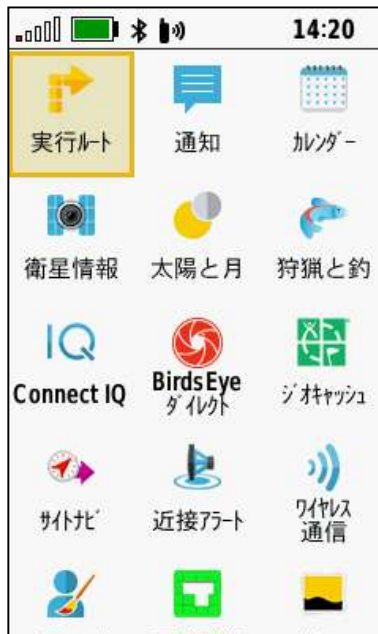 14:20
実行ルート
通知
カレンダー
衛星情報
太陽と月
狩猟と釣
Connect IQ
BirdsEye
ダイレクト
ジオキャッシュ
サイトナビ
近接アラート
ワイヤレス
通信